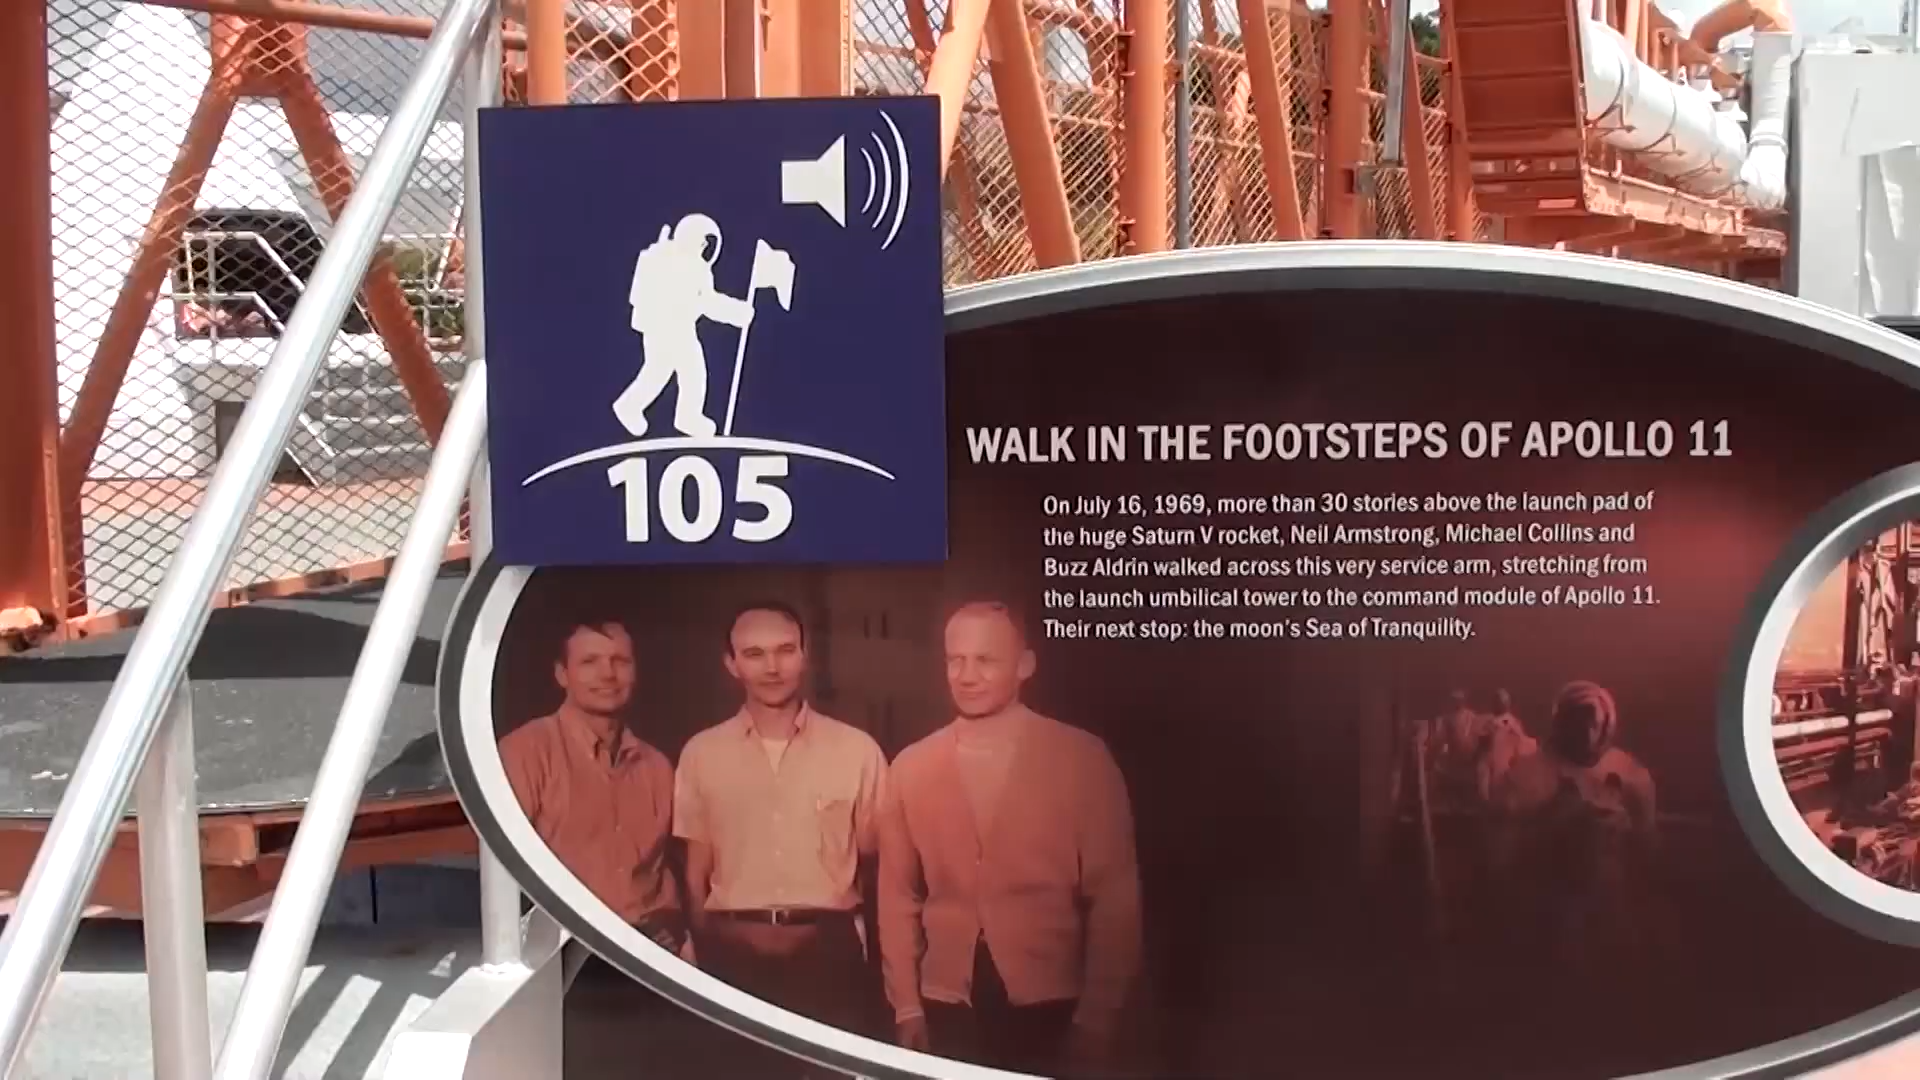 105
WALK IN THE FOOTSTEPS OF APOLLO 11
On July 16, 1969, more than 30 stories above the launch pad of
the huge Saturn V rocket, Neil Armstrong, Michael Collins and
Buzz Aldrin walked across this very service arm, stretching from
the launch umbilical tower to the command module of Apollo 11.
Their next stop: the moon's Sea of Tranquility.